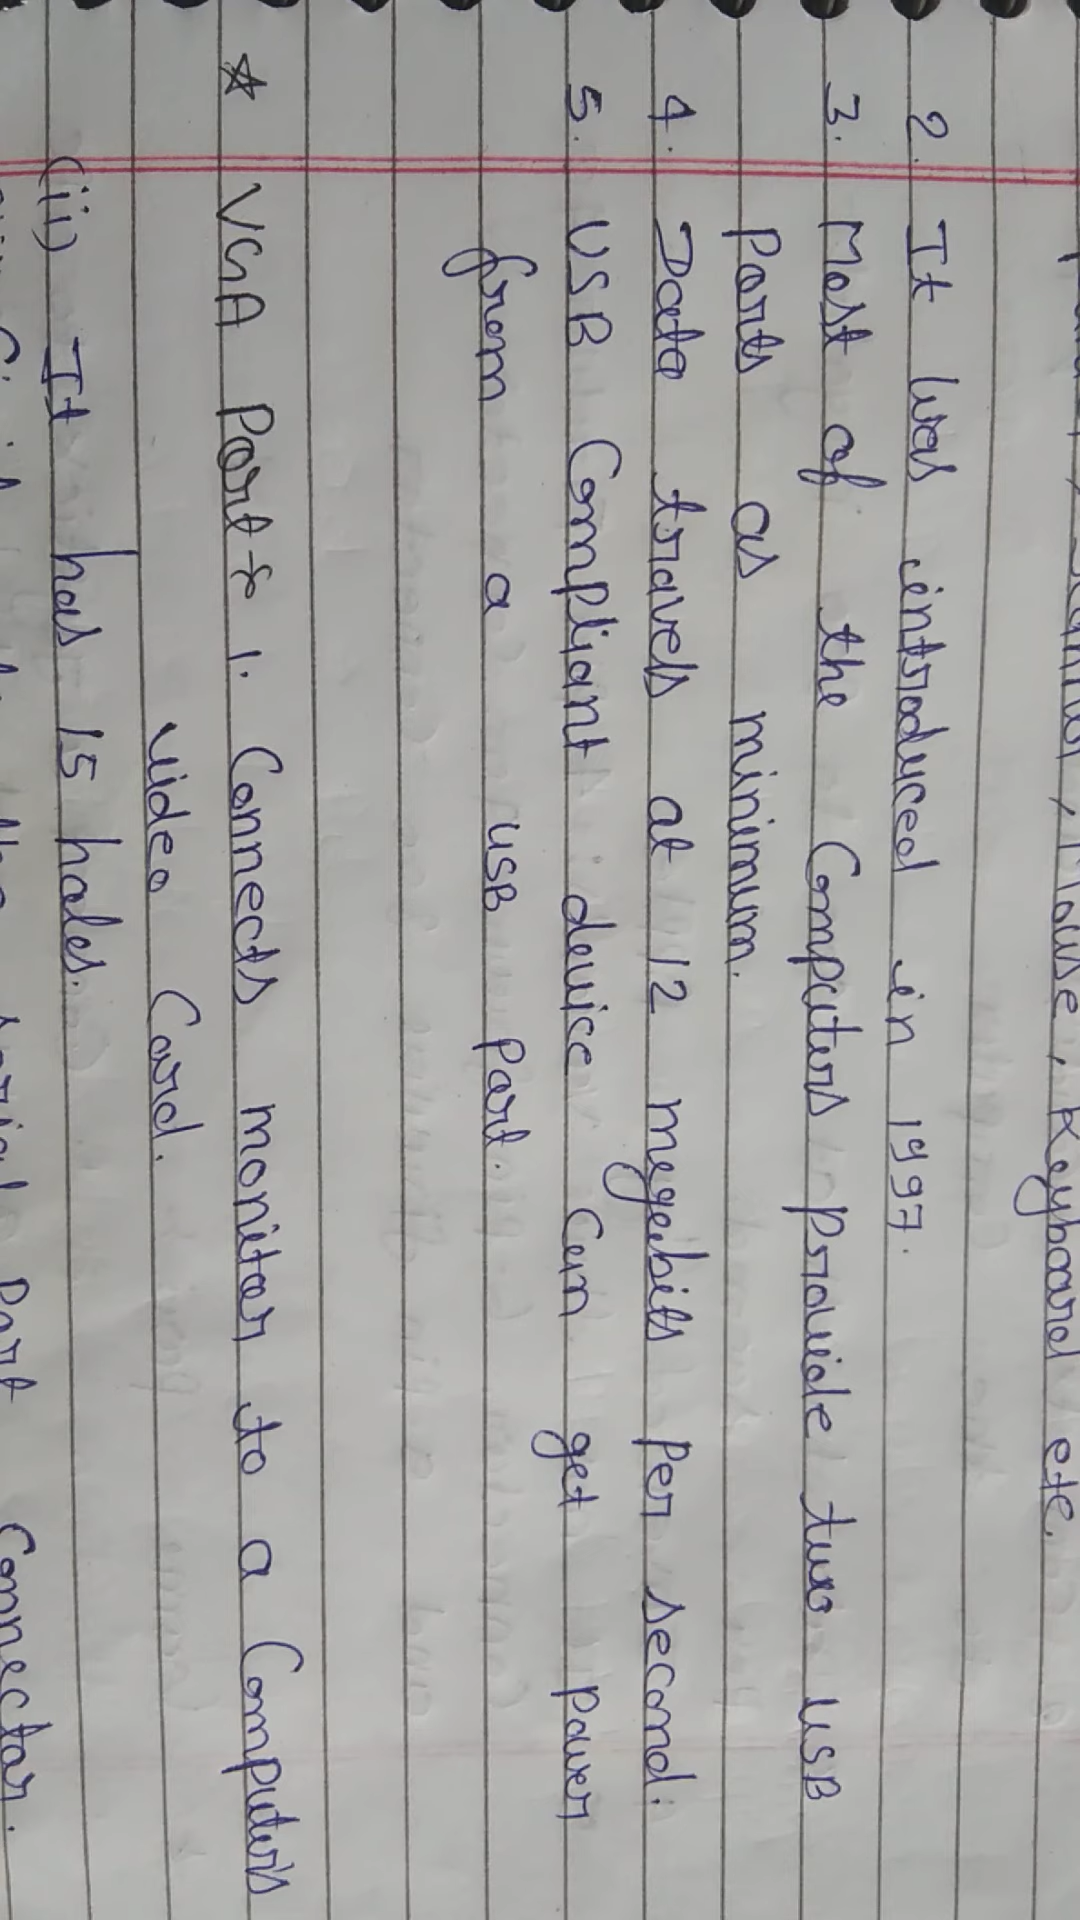 , Mouse, Keyboard etc.
2. It was introduced in 1997.
3. Most of the Computers Provide two USB
Ports as minimum.
4. Data travels at 12 megabits Per second.
5. USB Compliant device Can get Power
from a USB Port.
☆ VGA Port :- 1. Connects monitor to a Computer's
video Card.
(ii) It has 15 holes.
Port Connector.